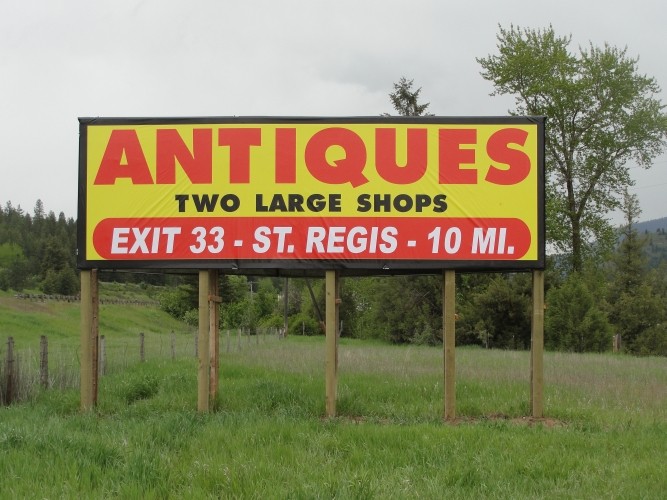 ANTIQUES
TWO LARGE SHOPS
EXIT 33 - ST. REGIS - 10 MI.